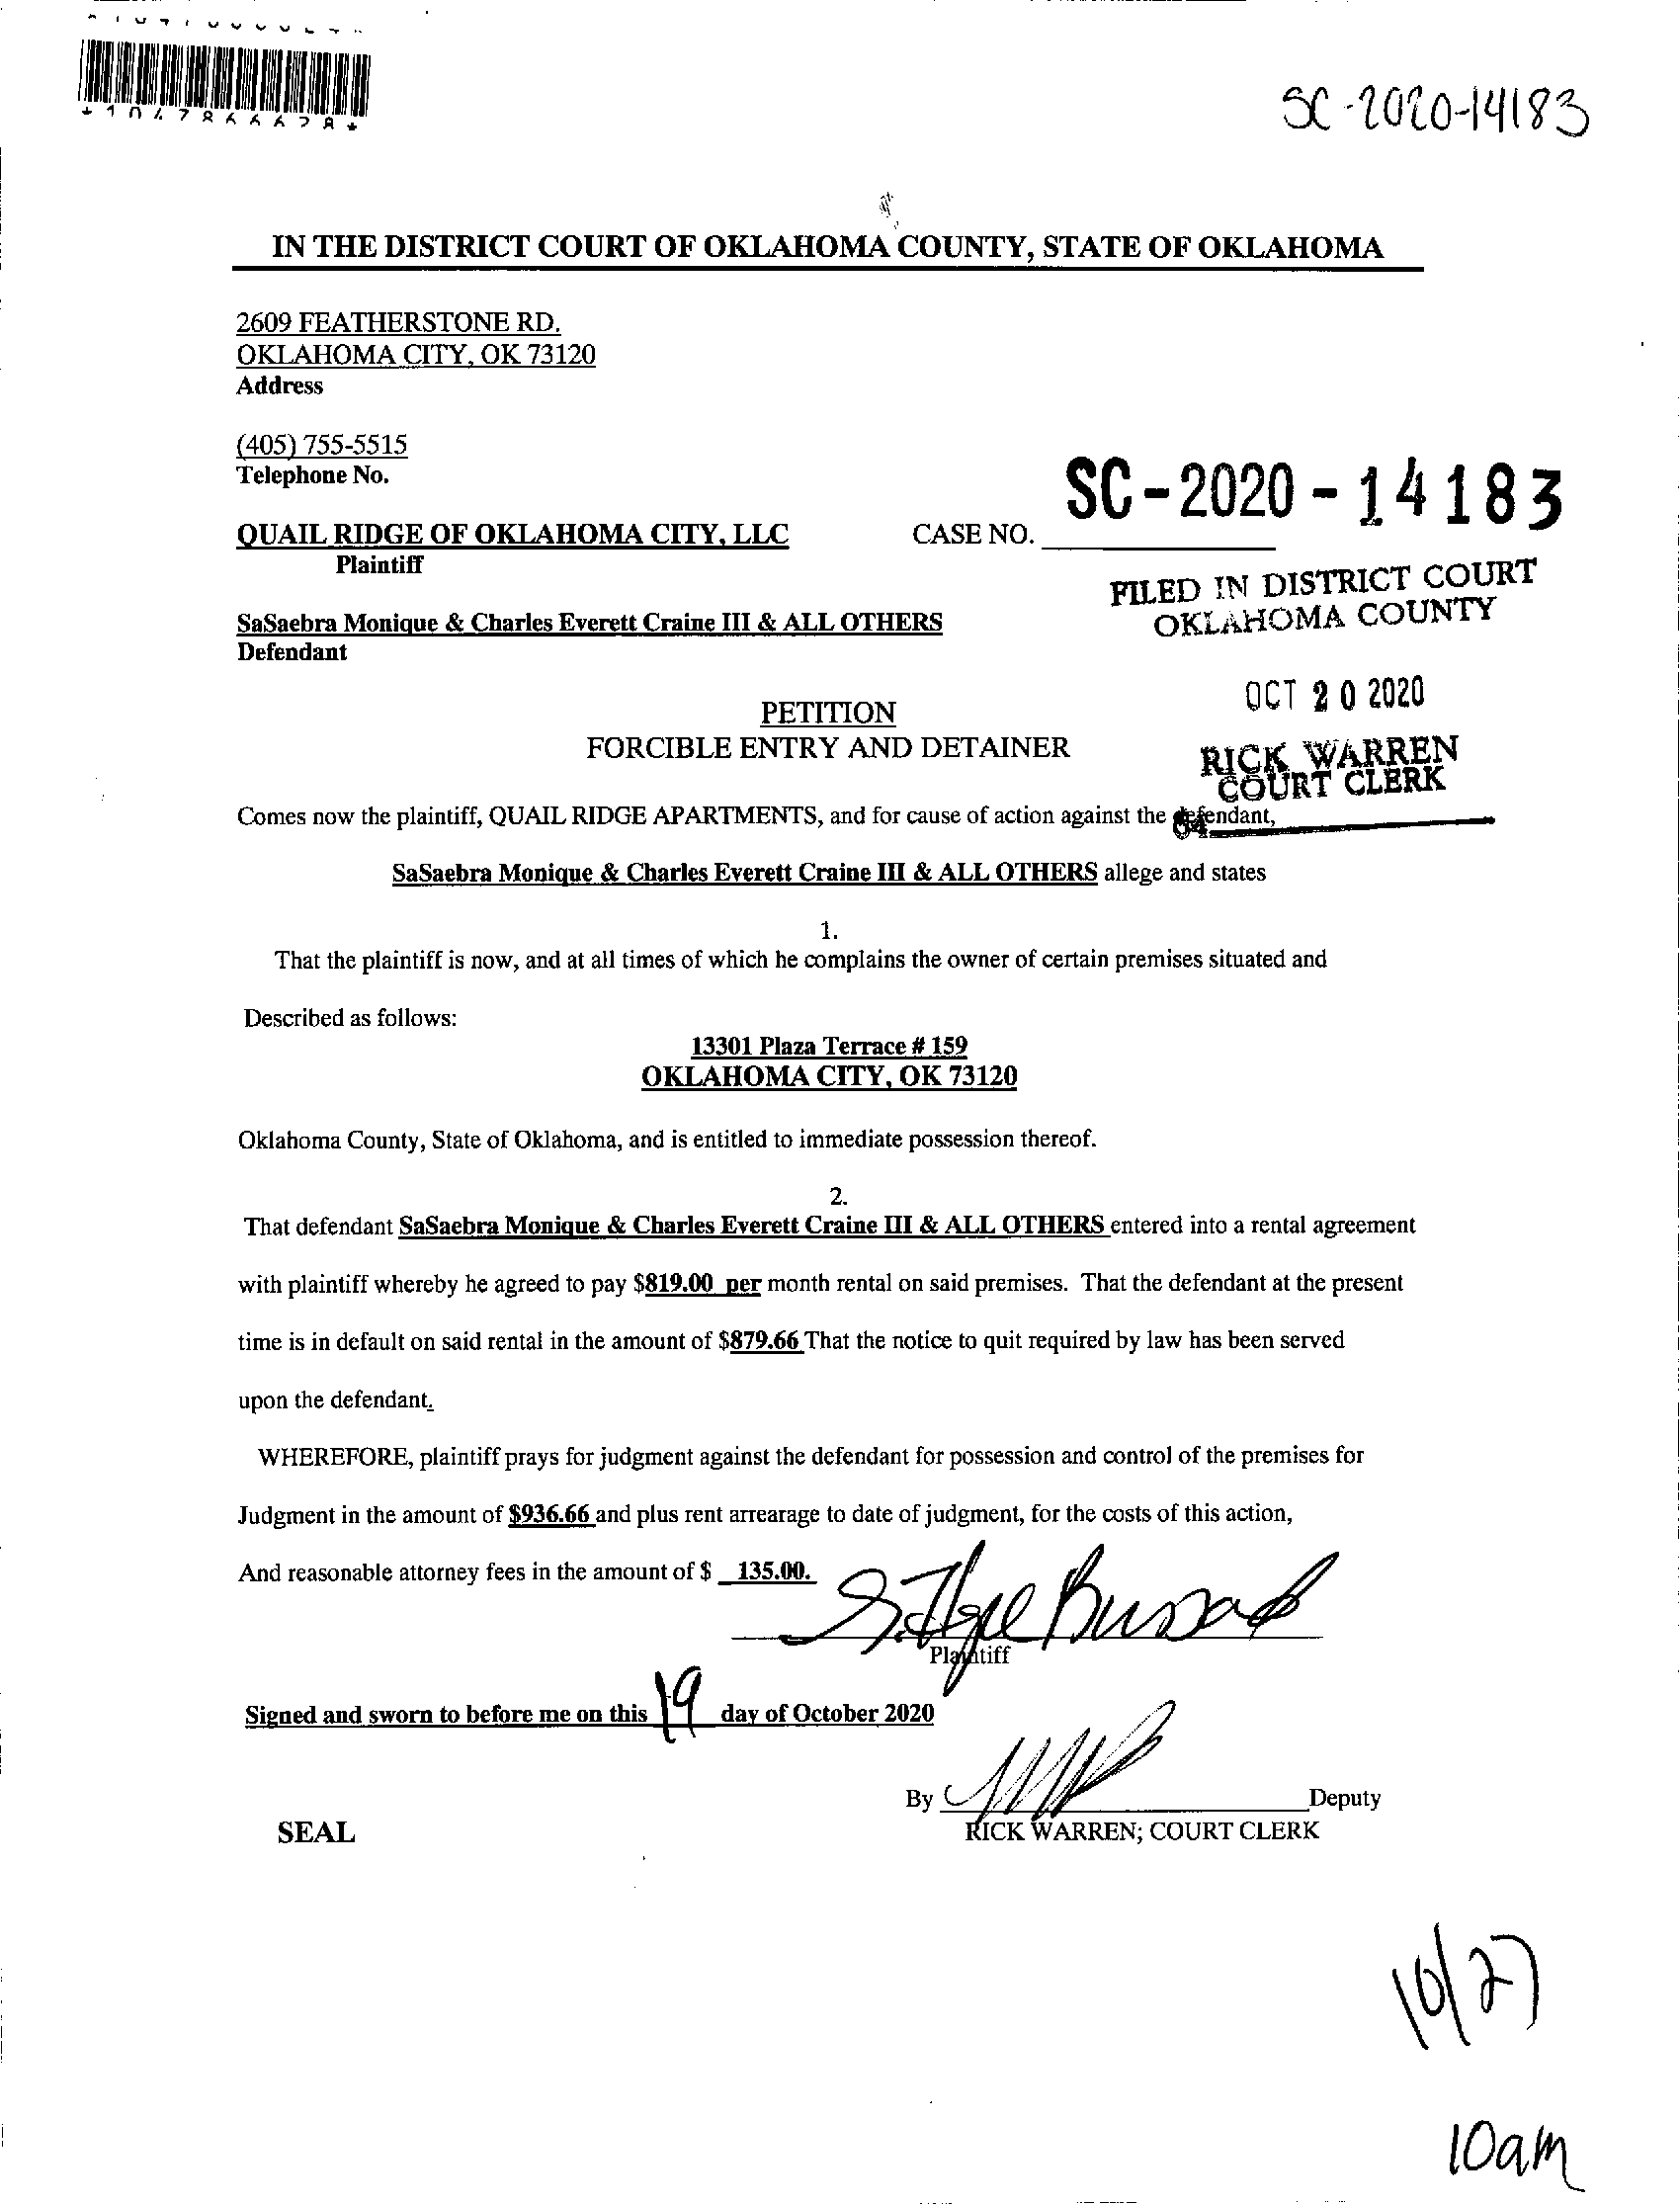 SC-2020-14183
IN THE DISTRICT COURT OF OKLAHOMA COUNTY, STATE OF OKLAHOMA
2609 FEATHERSTONE RD.
OKLAHOMA CITY, OK 73120
Address
(405) 755-5515
Telephone No.
SC-2020-14183
QUAIL RIDGE OF OKLAHOMA CITY, LLC CASE NO.
Plaintiff
FILED IN DISTRICT COURT
OKLAHOMA COUNTY
SaSaebra Monique & Charles Everett Craine III & ALL OTHERS
Defendant
OCT 20 2020
PETITION
FORCIBLE ENTRY AND DETAINER
RICK WARREN
COURT CLERK
Comes now the plaintiff, QUAIL RIDGE APARTMENTS, and for cause of action against the defendant,
SaSaebra Monique & Charles Everett Craine III & ALL OTHERS allege and states
1.
That the plaintiff is now, and at all times of which he complains the owner of certain premises situated and
Described as follows:
13301 Plaza Terrace # 159
OKLAHOMA CITY, OK 73120
Oklahoma County, State of Oklahoma, and is entitled to immediate possession thereof.
2.
That defendant SaSaebra Monique & Charles Everett Craine III & ALL OTHERS entered into a rental agreement
with plaintiff whereby he agreed to pay $819.00 per month rental on said premises. That the defendant at the present
time is in default on said rental in the amount of $879.66 That the notice to quit required by law has been served
upon the defendant.
WHEREFORE, plaintiff prays for judgment against the defendant for possession and control of the premises for
Judgment in the amount of $936.66 and plus rent arrearage to date of judgment, for the costs of this action,
And reasonable attorney fees in the amount of $ 135.00.
Plaintiff
Signed and sworn to before me on this 19 day of October 2020
By Deputy
SEAL
RICK WARREN; COURT CLERK
10/27
10am